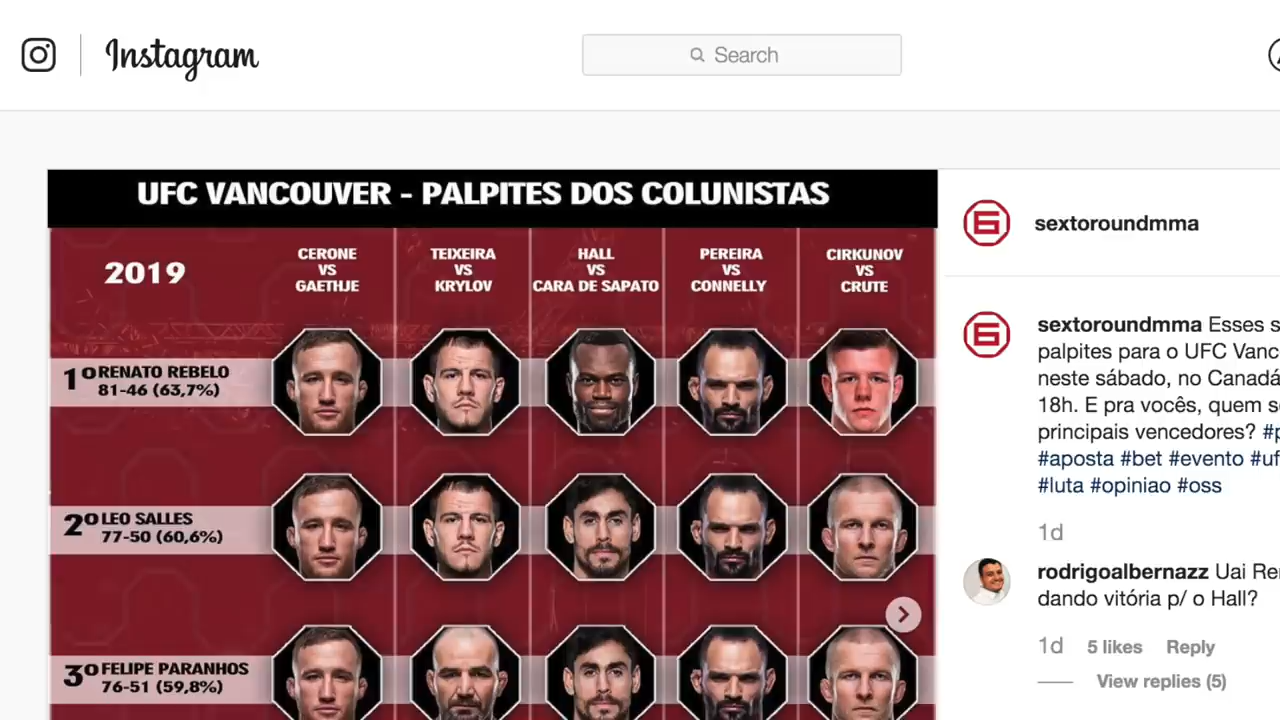 Instagram
Search
UFC VANCOUVER - PALPITES DOS COLUNISTAS
2019
CERONE
VS
GAETHJE
TEIXEIRA
VS
KRYLOV
HALL
VS
CARA DE SAPATO
PEREIRA
VS
CONNELLY
CIRKUNOV
VS
CRUTE
1º RENATO REBELO
81-46 (63,7%)
2º LEO SALLES
77-50 (60,6%)
3º FELIPE PARANHOS
76-51 (59,8%)
sextoroundmma
sextoroundmma Esses s
palpites para o UFC Vanc
neste sábado, no Canadá
18h. E pra vocês, quem s
principais vencedores? #p
#aposta #bet #evento #uf
#luta #opiniao #oss
1d
rodrigoalbernazz Uai Re
dando vitória p/ o Hall?
1d 5 likes Reply
View replies (5)